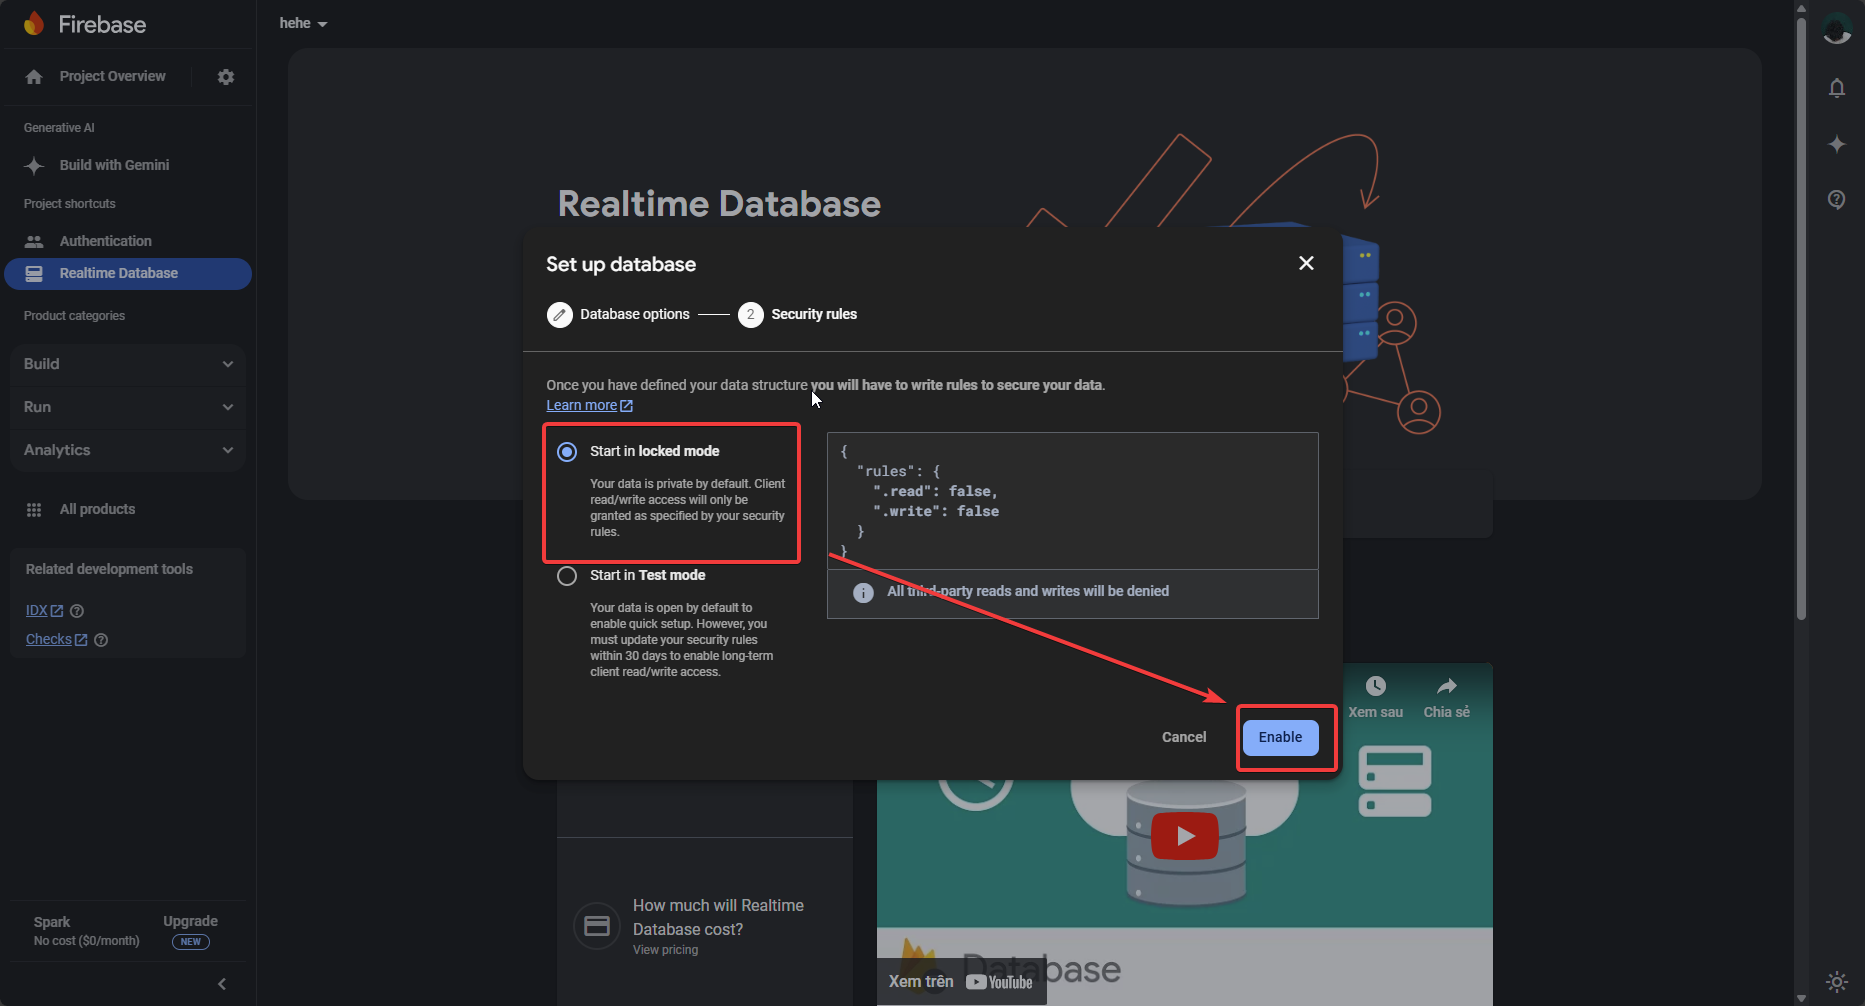 Firebase
hehe
Project Overview
Generative AI
Build with Gemini
Project shortcuts
Authentication
Realtime Database
Product categories
Build
Run
Analytics
All products
Related development tools
IDX
Checks
Spark
No cost ($0/month)
Upgrade
NEW
Realtime Database
Set up database
Database options
2 Security rules
Once you have defined your data structure you will have to write rules to secure your data.
Learn more
Start in locked mode
Your data is private by default. Client
read/write access will only be
granted as specified by your security
rules.
Start in Test mode
Your data is open by default to
enable quick setup. However, you
must update your security rules
within 30 days to enable long-term
client read/write access.
{
"rules": {
".read": false,
".write": false
}
}
All third-party reads and writes will be denied
Cancel
Enable
Xem sau
Chia sẻ
How much will Realtime
Database cost?
View pricing
Database
Xem trên YouTube